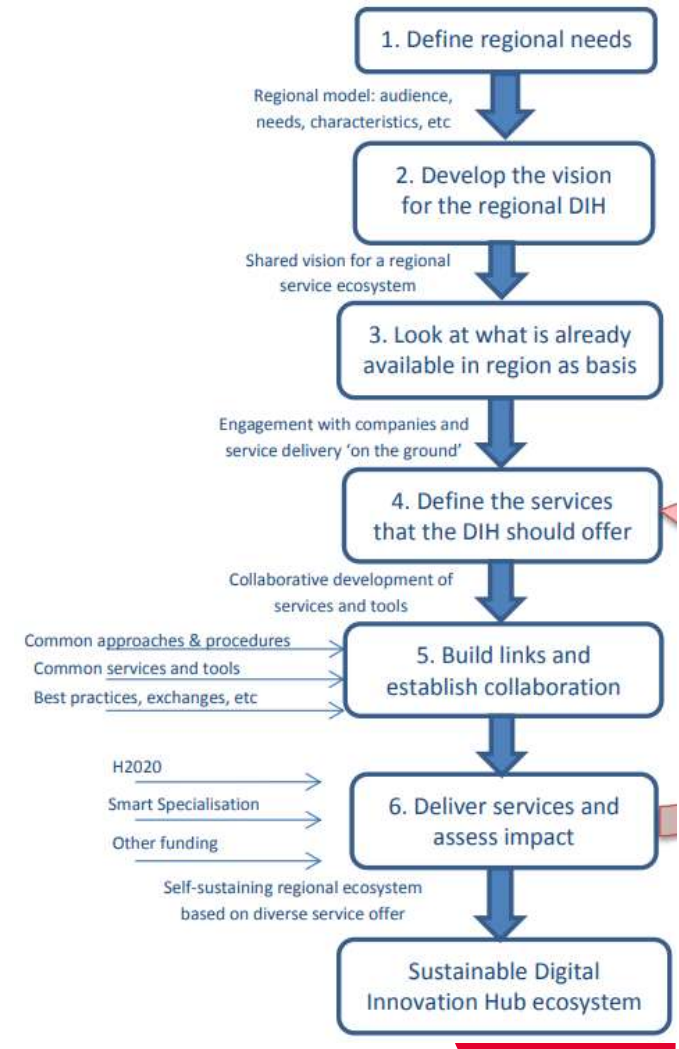 1. Define regional needs
Regional model: audience,
needs, characteristics, etc
2. Develop the vision
for the regional DIH
Shared vision for a regional
service ecosystem
3. Look at what is already
available in region as basis
Engagement with companies and
service delivery ‘on the ground’
4. Define the services
that the DIH should offer
Collaborative development of
services and tools
Common approaches & procedures
Common services and tools
Best practices, exchanges, etc
5. Build links and
establish collaboration
H2020
Smart Specialisation
Other funding
6. Deliver services and
assess impact
Self-sustaining regional ecosystem
based on diverse service offer
Sustainable Digital
Innovation Hub ecosystem